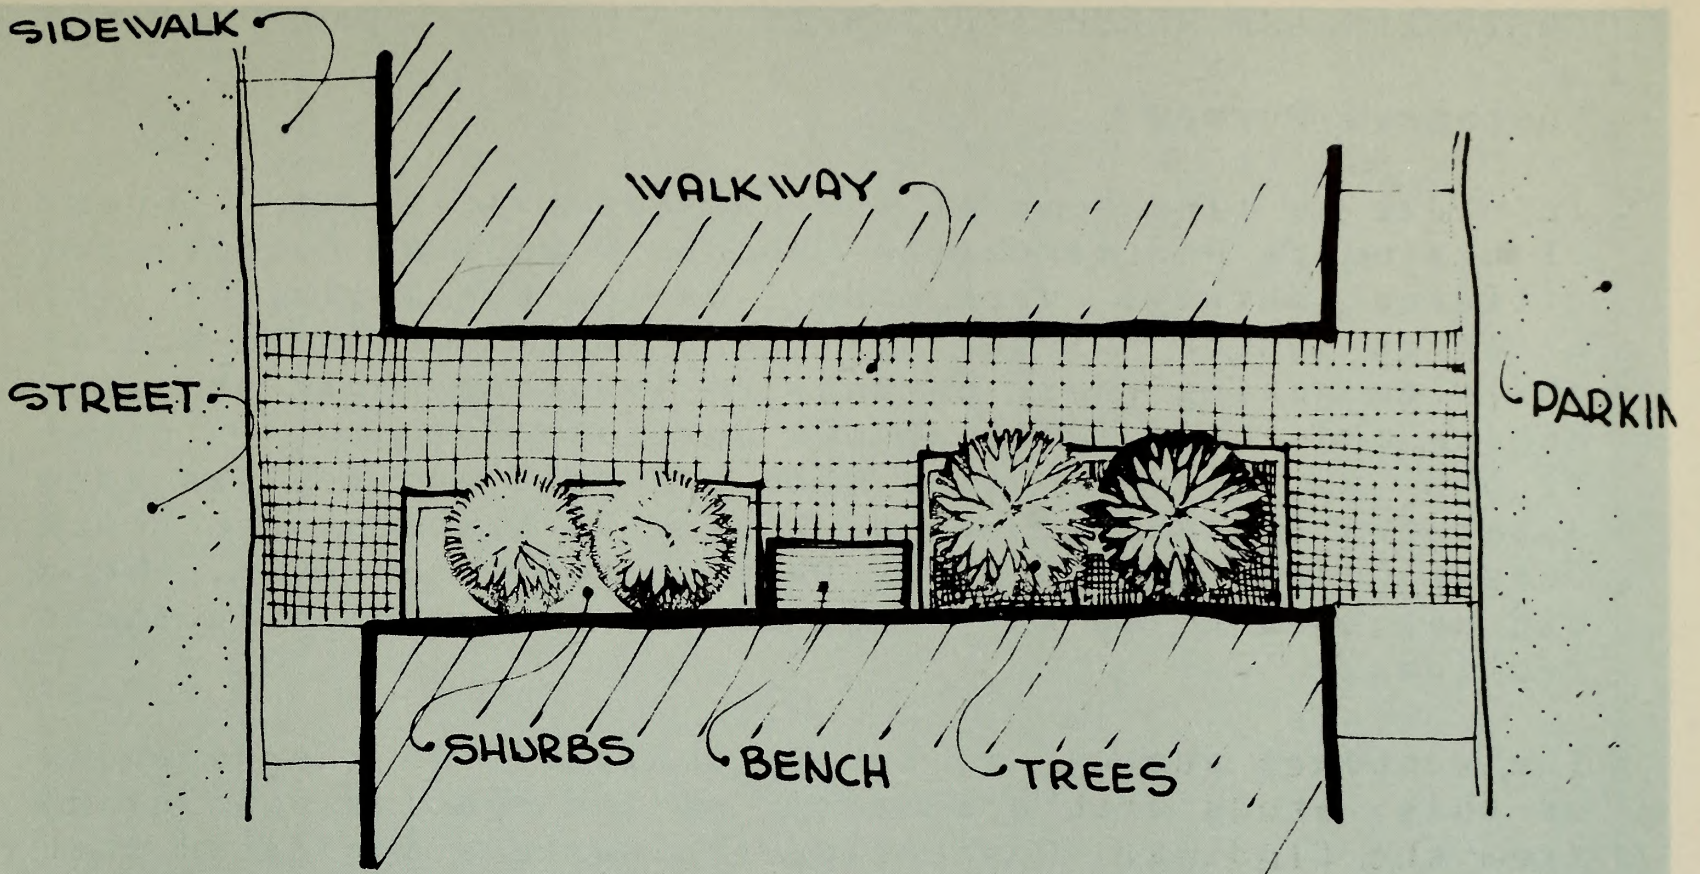 SIDEWALK
WALKWAY
STREET
PARKIN
SHURBS
BENCH
TREES